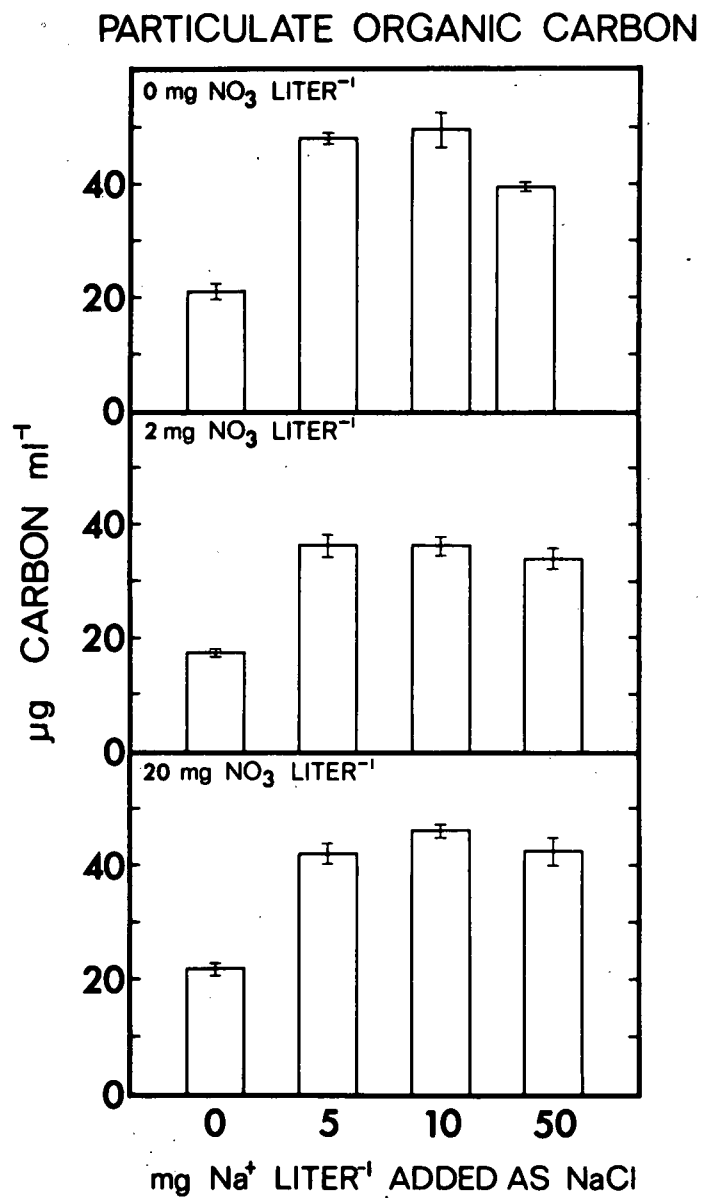 PARTICULATE ORGANIC CARBON
0 mg NO₃ LITER⁻¹
40
20
0
2 mg NO₃ LITER⁻¹
40
20
0
20 mg NO₃ LITER⁻¹
40
20
0
µg CARBON ml⁻¹
0 5 10 50
mg Na⁺ LITER⁻¹ ADDED AS NaCl